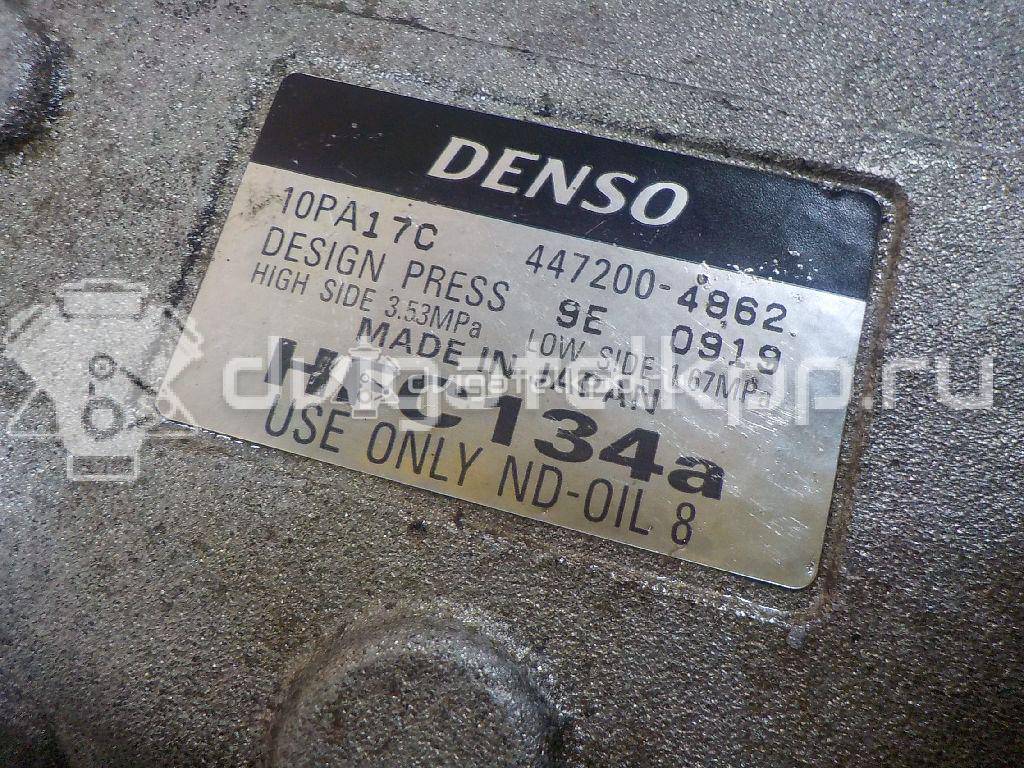 DENSO
10PA17C 447200-4862
DESIGN PRESS 9E 0919
HIGH SIDE 3.53MPa LOW SIDE 1.67MPa
MADE IN JAPAN
HFC134a
USE ONLY ND-OIL 8
dvigatelkpp.ru